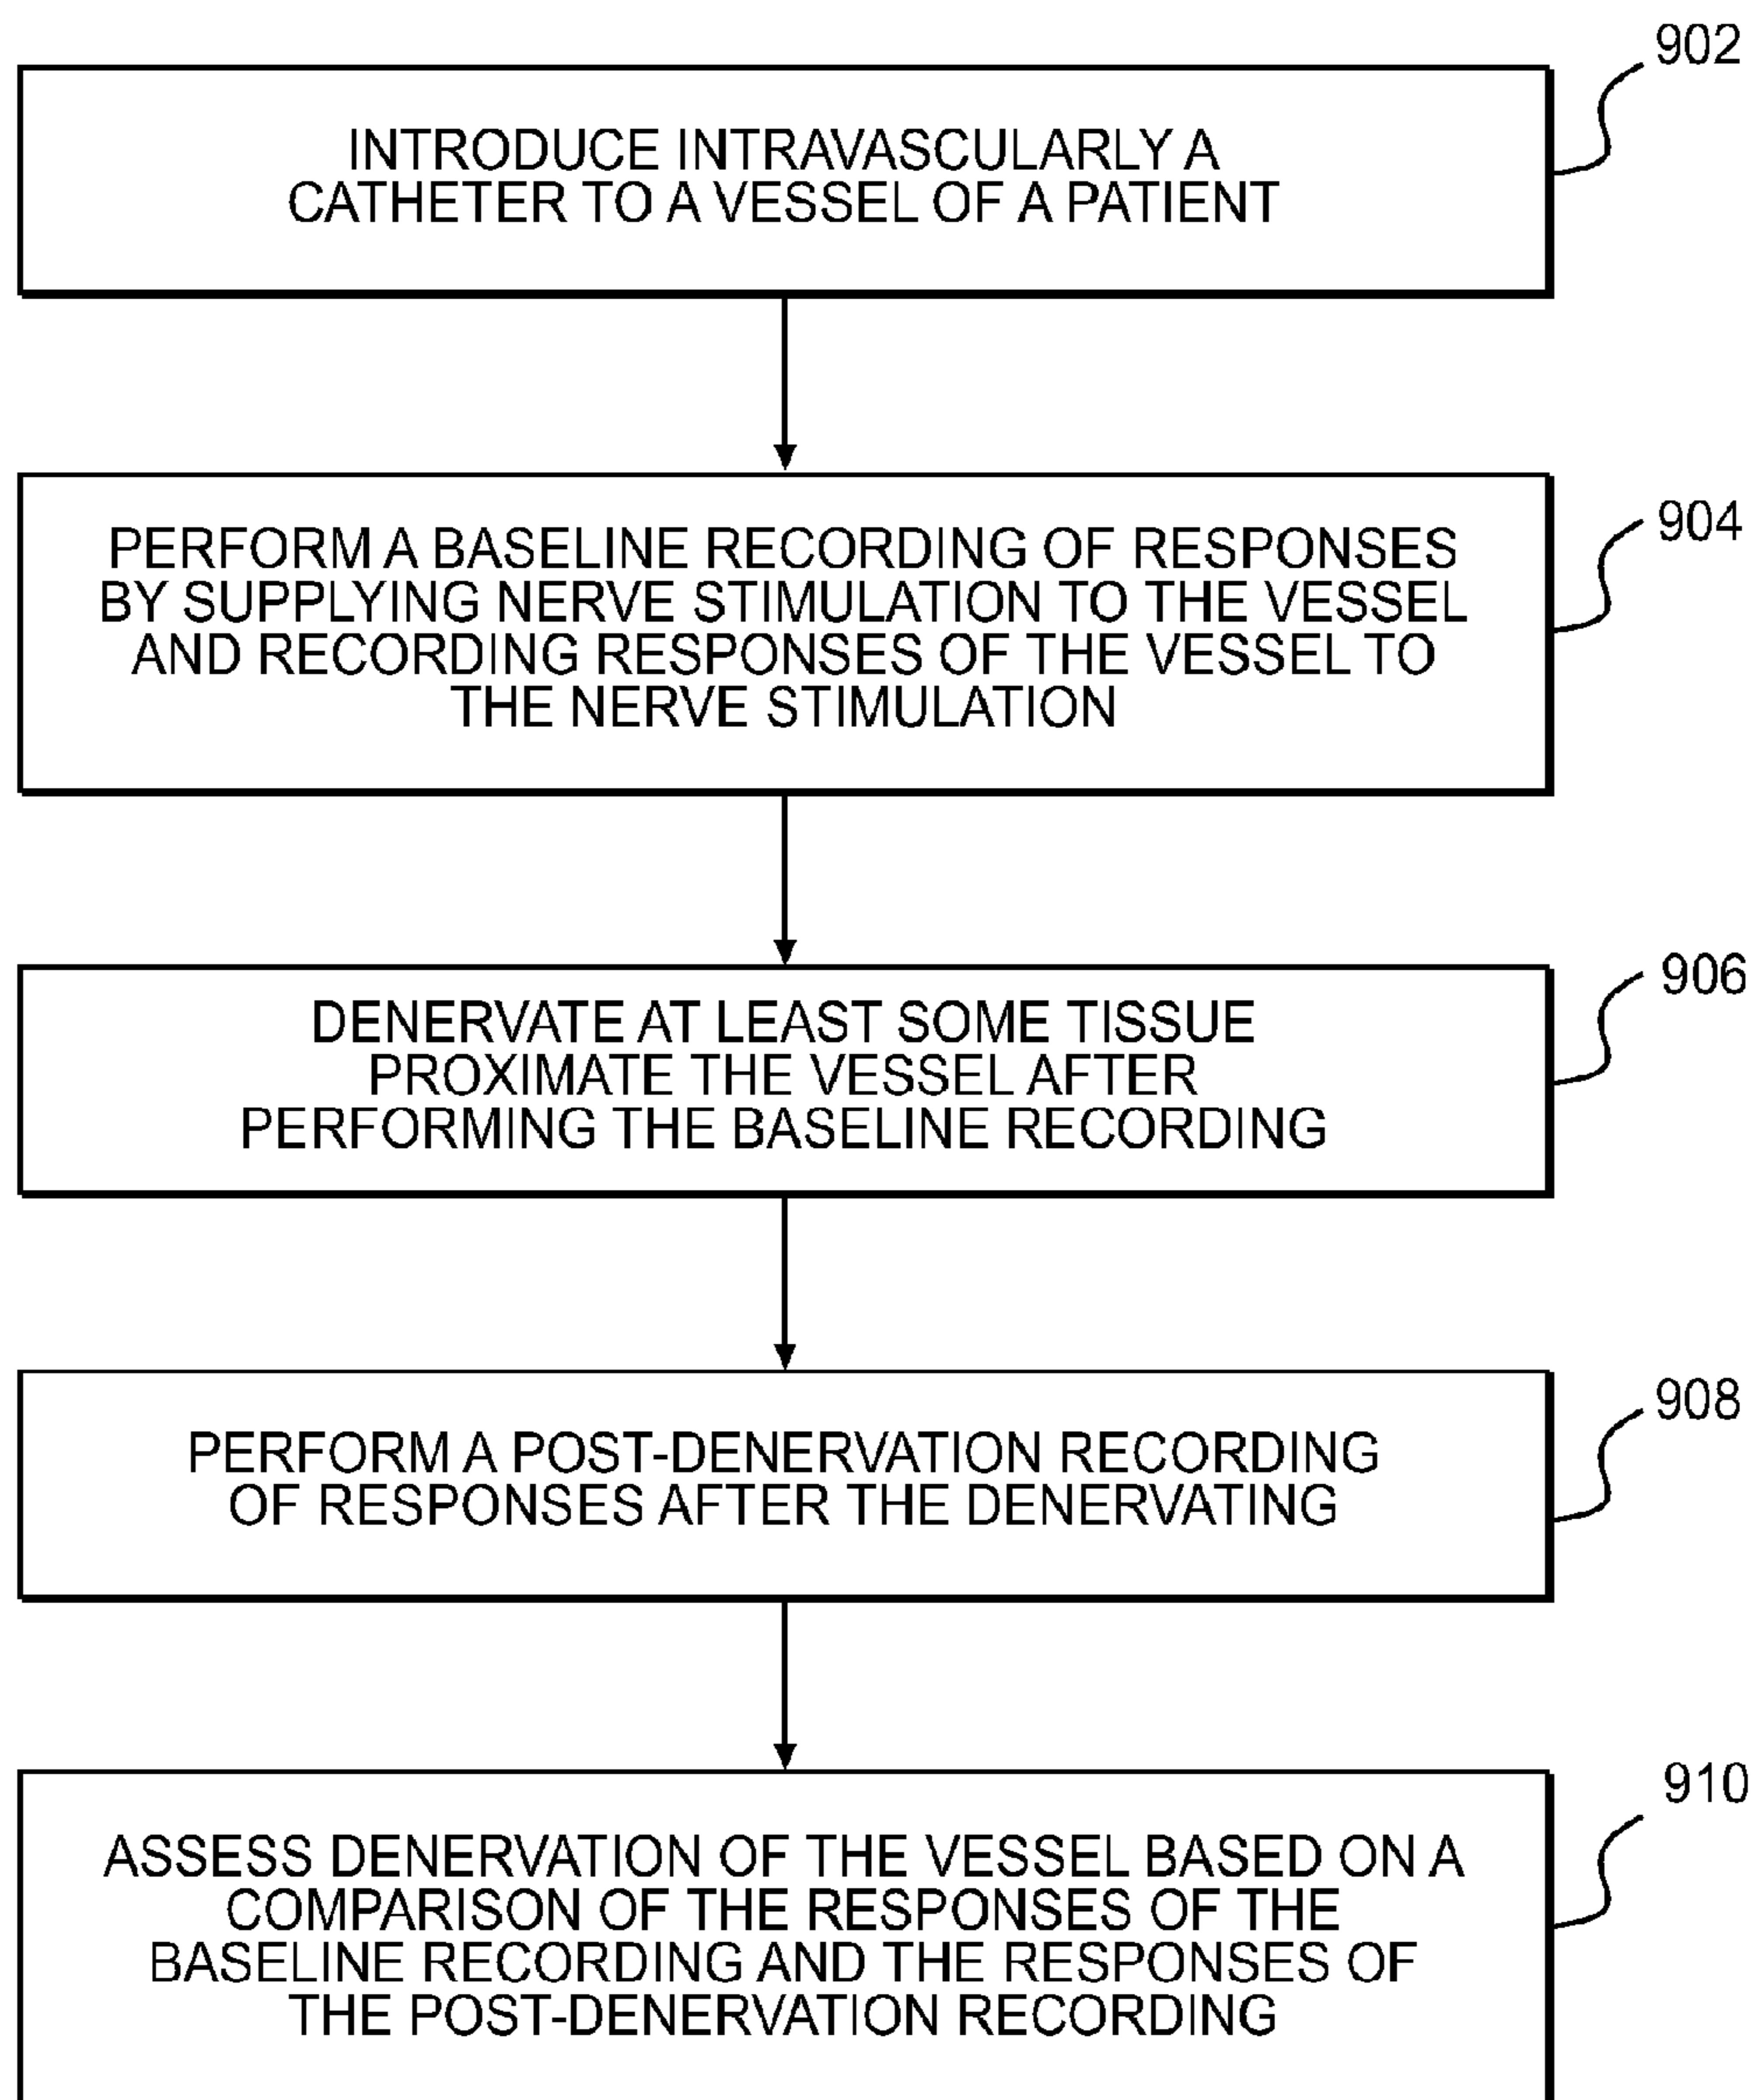 902
INTRODUCE INTRAVASCULARLY A
CATHETER TO A VESSEL OF A PATIENT
904
PERFORM A BASELINE RECORDING OF RESPONSES
BY SUPPLYING NERVE STIMULATION TO THE VESSEL
AND RECORDING RESPONSES OF THE VESSEL TO
THE NERVE STIMULATION
906
DENERVATE AT LEAST SOME TISSUE
PROXIMATE THE VESSEL AFTER
PERFORMING THE BASELINE RECORDING
908
PERFORM A POST-DENERVATION RECORDING
OF RESPONSES AFTER THE DENERVATING
910
ASSESS DENERVATION OF THE VESSEL BASED ON A
COMPARISON OF THE RESPONSES OF THE
BASELINE RECORDING AND THE RESPONSES OF
THE POST-DENERVATION RECORDING